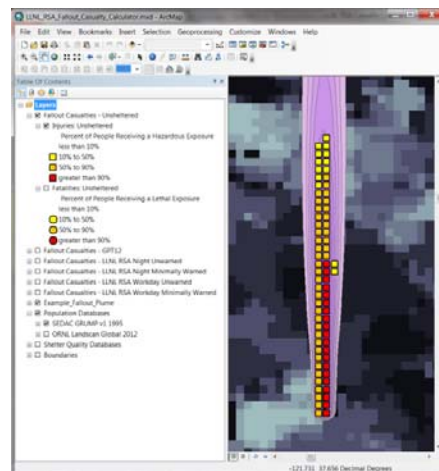 LLNL_RSA_Fallout_Casualty_Calculator.mxd - ArcMap
File Edit View Bookmarks Insert Selection Geoprocessing Customize Windows Help
Table Of Contents
Layers
Fallout Casualties - Unsheltered
Injuries: Unsheltered
Percent of People Receiving a Hazardous Exposure
less than 10%
10% to 50%
50% to 90%
greater than 90%
Fatalities: Unsheltered
Percent of People Receiving a Lethal Exposure
less than 10%
10% to 50%
50% to 90%
greater than 90%
Fallout Casualties - GPT12
Fallout Casualties - LLNL RSA Night Unwarned
Fallout Casualties - LLNL RSA Night Minimally Warned
Fallout Casualties - LLNL RSA Workday Unwarned
Fallout Casualties - LLNL RSA Workday Minimally Warned
Example_Fallout_Plume
Population Databases
SEDAC GRUMP v1 1995
ORNL Landscan Global 2012
Shelter Quality Databases
Boundaries
-121.731 37.656 Decimal Degrees